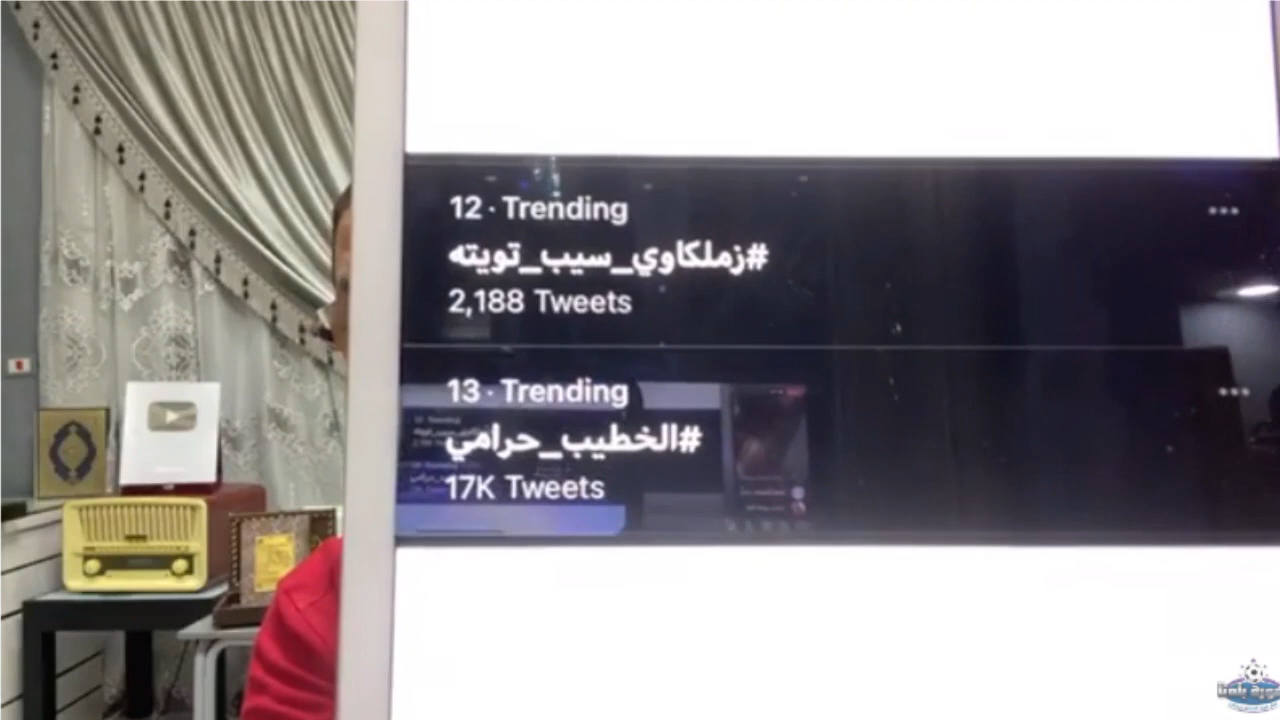 12 · Trending
#زملكاوي_سيب_تويته
2,188 Tweets
13 · Trending
#الخطيب_حرامي
17K Tweets